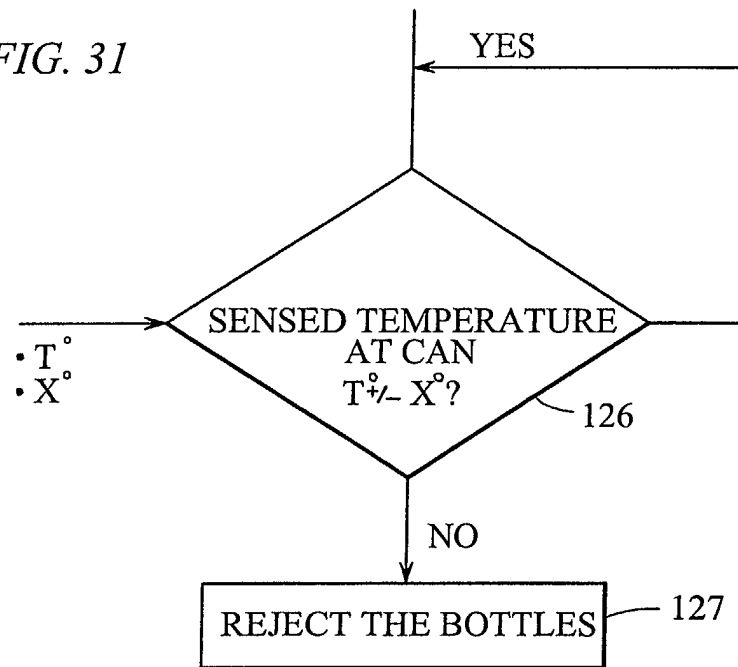 FIG. 31
YES
SENSED TEMPERATURE
AT CAN
T°+/– X°?
• T°
• X°
126
NO
REJECT THE BOTTLES
127